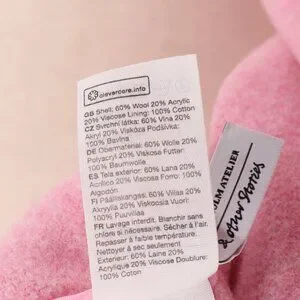 clevercare.info
GB Shell: 60% Wool 20% Acrylic
20% Viscose Lining: 100% Cotton
CZ Svrchní látka: 60% Vlna 20%
Akryl 20% Viskóza Podšívka:
100% Bavlna
DE Obermaterial: 60% Wolle 20%
Polyacryl 20% Viskose Futter:
100% Baumwolle
ES Tela exterior: 60% Lana 20%
Acrílico 20% Viscosa Forro: 100%
Algodón
FI Päällikangas: 60% Villaa 20%
Akryylia 20% Viskoosia Vuori:
100% Puuvillaa
FR Lavage interdit. Blanchir sans
chlore si nécessaire. Sécher à plat.
Repasser à faible température.
Nettoyer à sec seulement
Extérieur: 60% Laine 20%
Acrylique 20% Viscose Doublure:
100% Coton
OLM ATELIER
& Other Stories